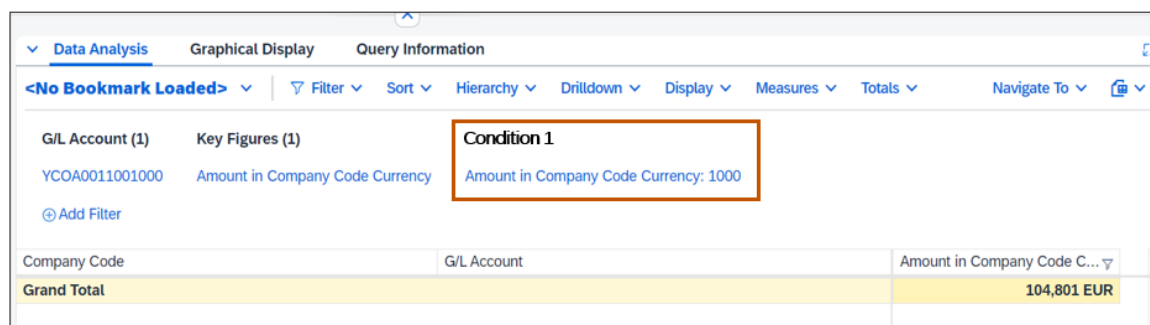 Data Analysis Graphical Display Query Information
<No Bookmark Loaded> Filter Sort Hierarchy Drilldown Display Measures Totals Navigate To
G/L Account (1) Key Figures (1) Condition 1
YCOA0011001000 Amount in Company Code Currency Amount in Company Code Currency: 1000
Add Filter
Company Code G/L Account Amount in Company Code C...
Grand Total 104,801 EUR